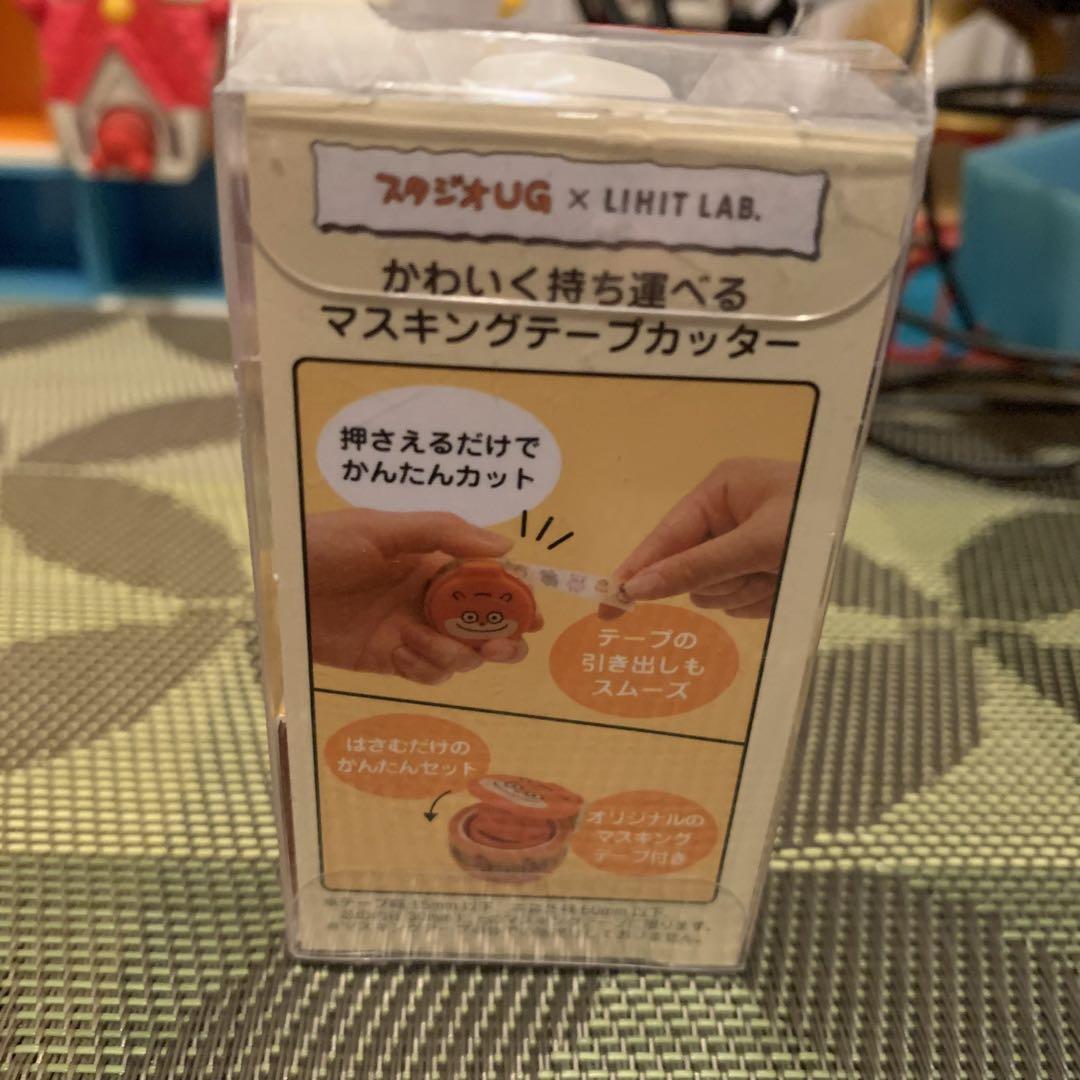 スタジオUG × LIHIT LAB.
かわいく持ち運べる
マスキングテープカッター
押さえるだけで
かんたんカット
テープの
引き出しも
スムーズ
はさむだけの
かんたんセット
オリジナルの
マスキング
テープ付き